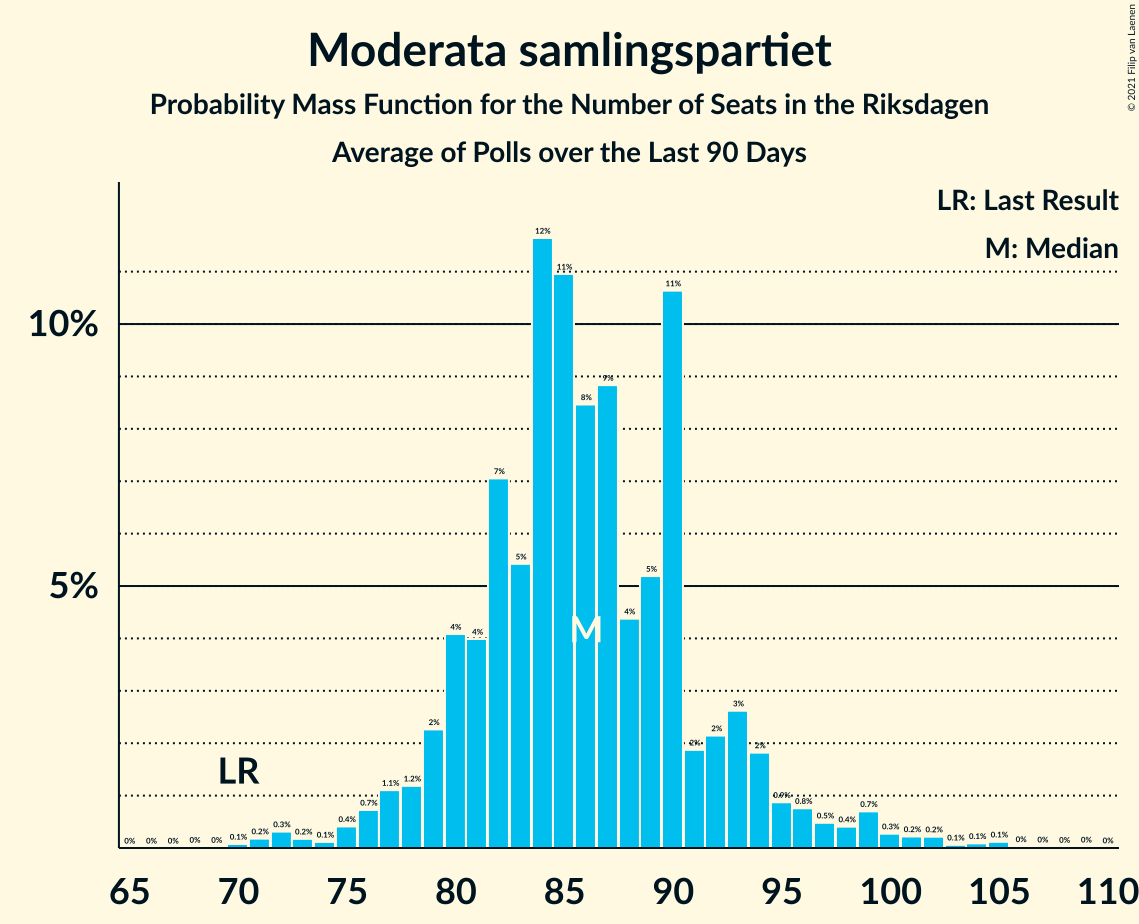 Moderata samlingspartiet
Probability Mass Function for the Number of Seats in the Riksdagen
Average of Polls over the Last 90 Days
© 2021 Filip van Laenen
LR: Last Result
M: Median
10%
5%
LR
M
0% 0% 0% 0% 0% 0.1% 0.2% 0.3% 0.2% 0.1% 0.4% 0.7% 1.1% 1.2% 2% 4% 4% 7% 5% 12% 11% 8% 9% 4% 5% 11% 2% 2% 3% 2% 0.9% 0.8% 0.5% 0.4% 0.7% 0.3% 0.2% 0.2% 0.1% 0.1% 0.1% 0% 0% 0% 0% 0%
65 70 75 80 85 90 95 100 105 110